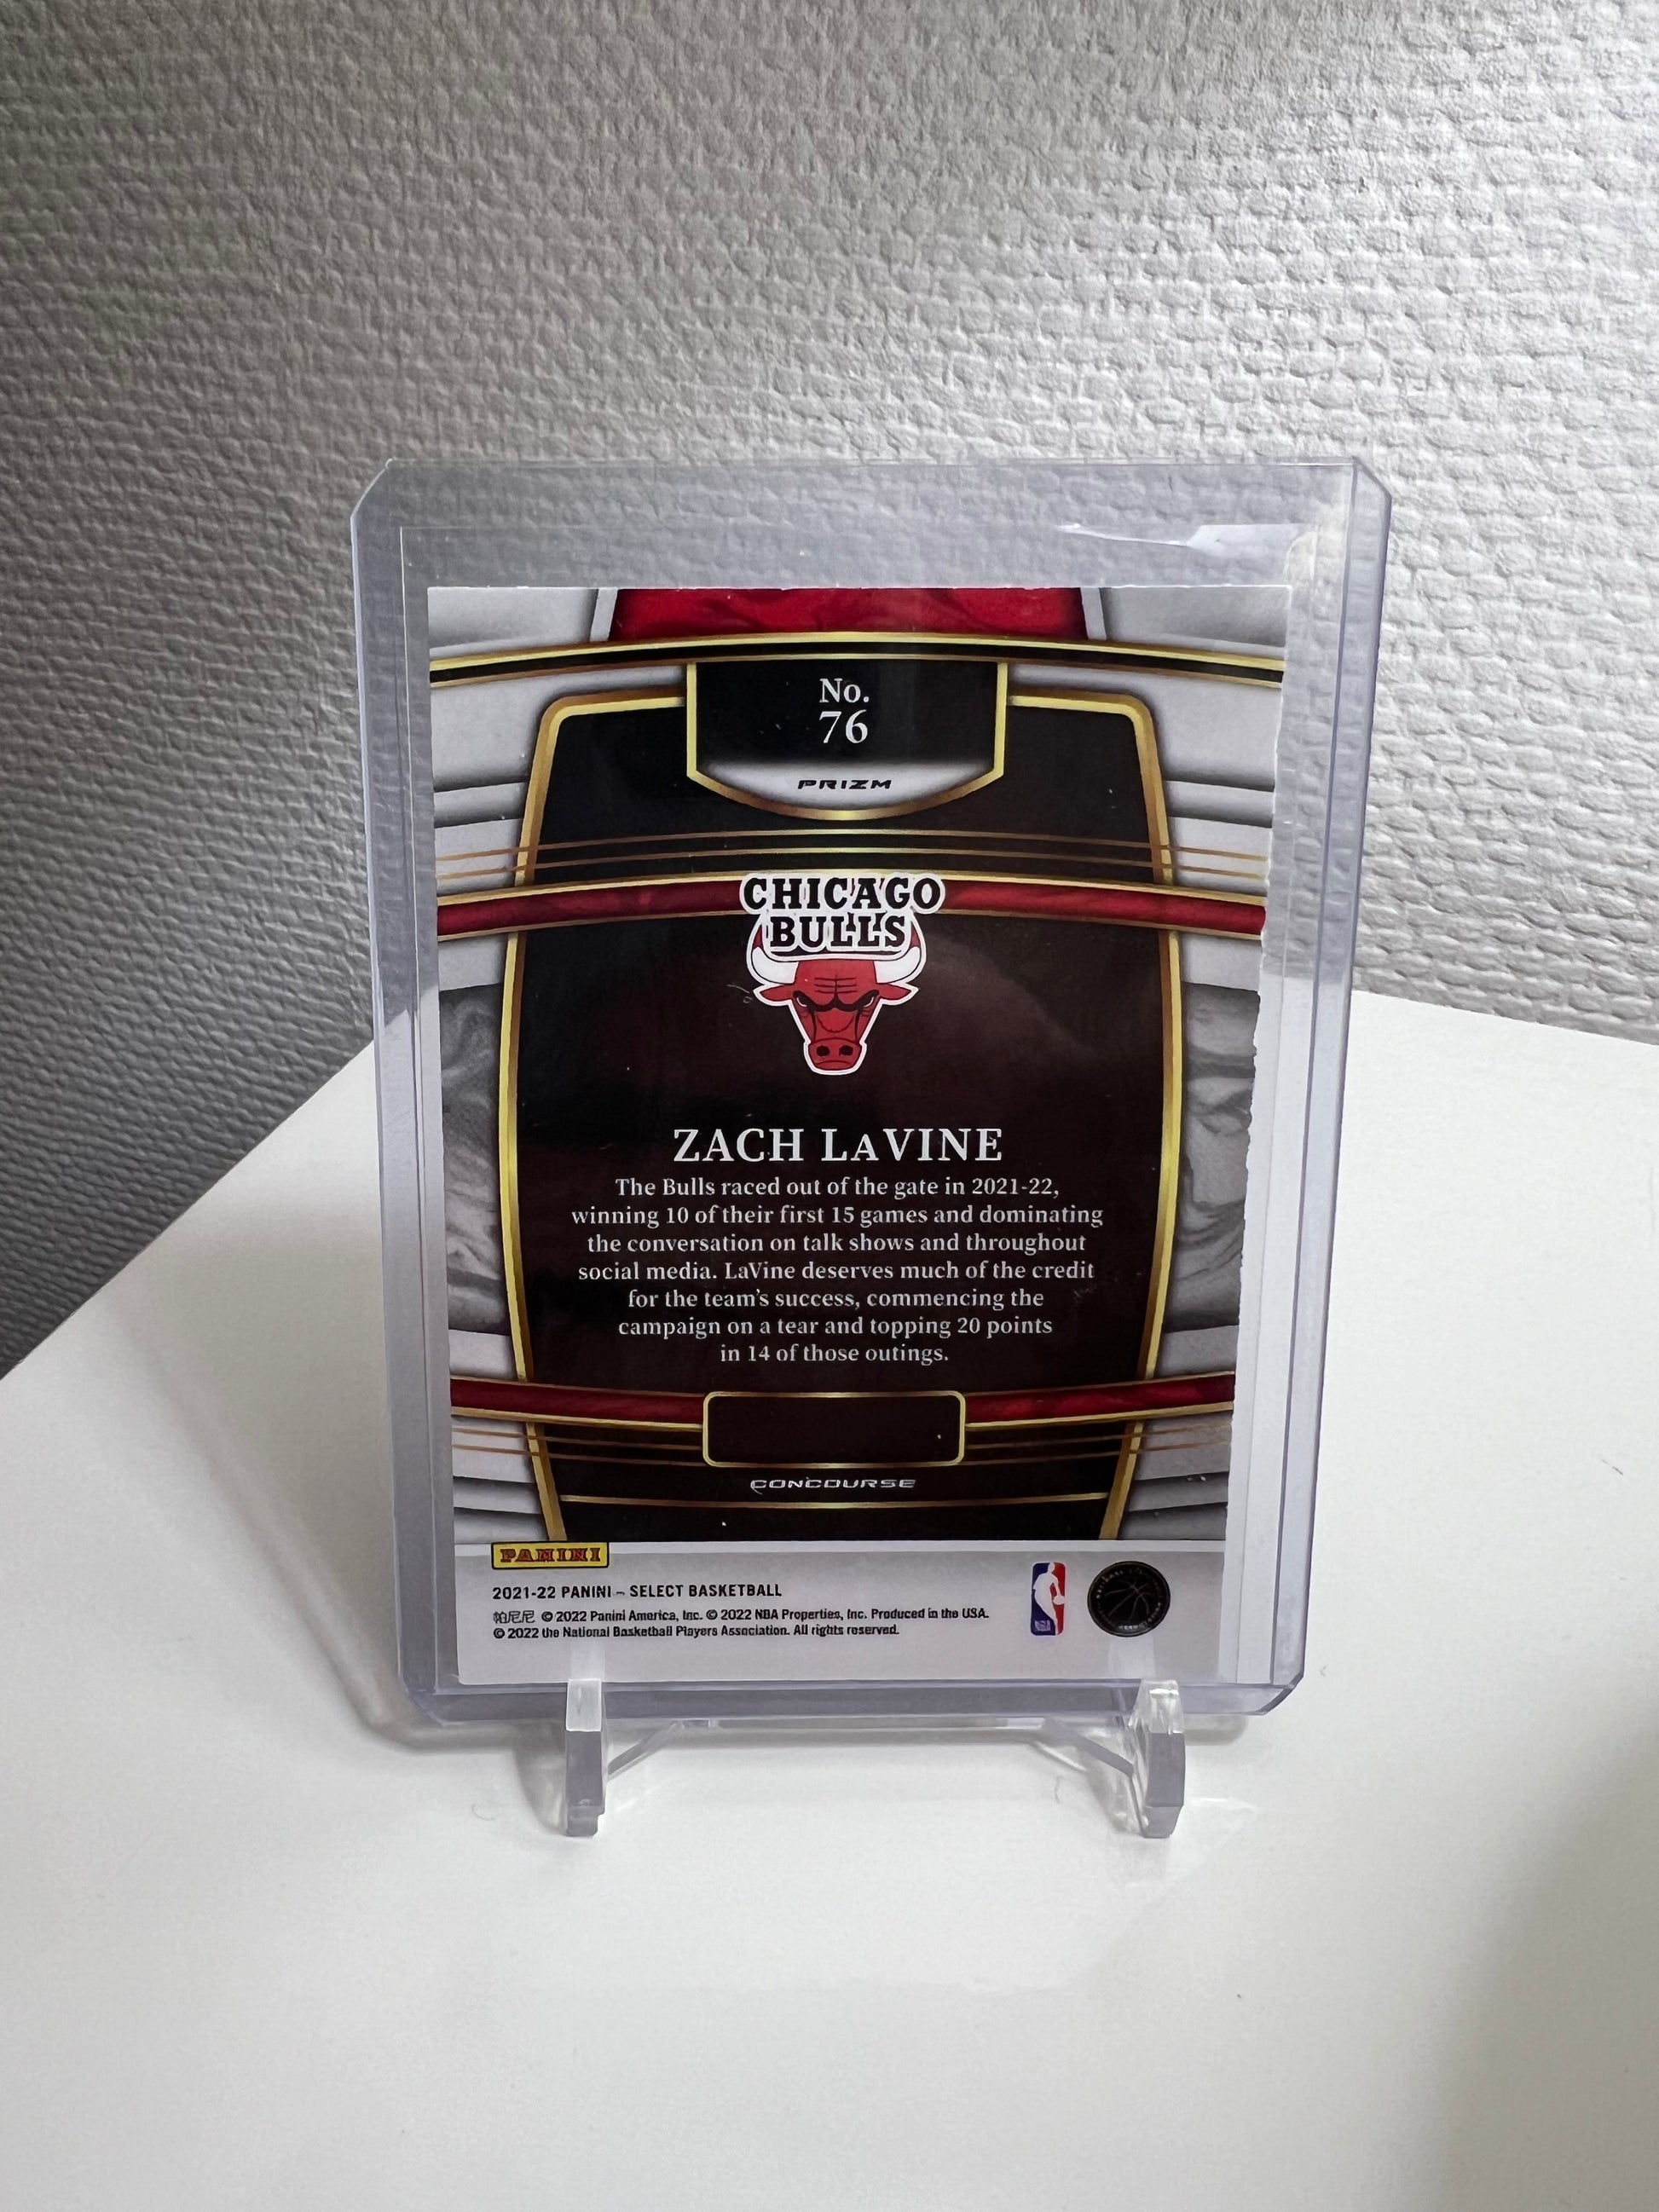 No.
76
PRIZM
CHICAGO
BULLS
ZACH LaVINE
The Bulls raced out of the gate in 2021-22,
winning 10 of their first 15 games and dominating
the conversation on talk shows and throughout
social media. LaVine deserves much of the credit
for the team's success, commencing the
campaign on a tear and topping 20 points
in 14 of those outings.
CONCOURSE
PANINI
2021-22 PANINI – SELECT BASKETBALL
帕尼尼 © 2022 Panini America, Inc. © 2022 NBA Properties, Inc. Produced in the USA.
© 2022 the National Basketball Players Association. All rights reserved.
NBA